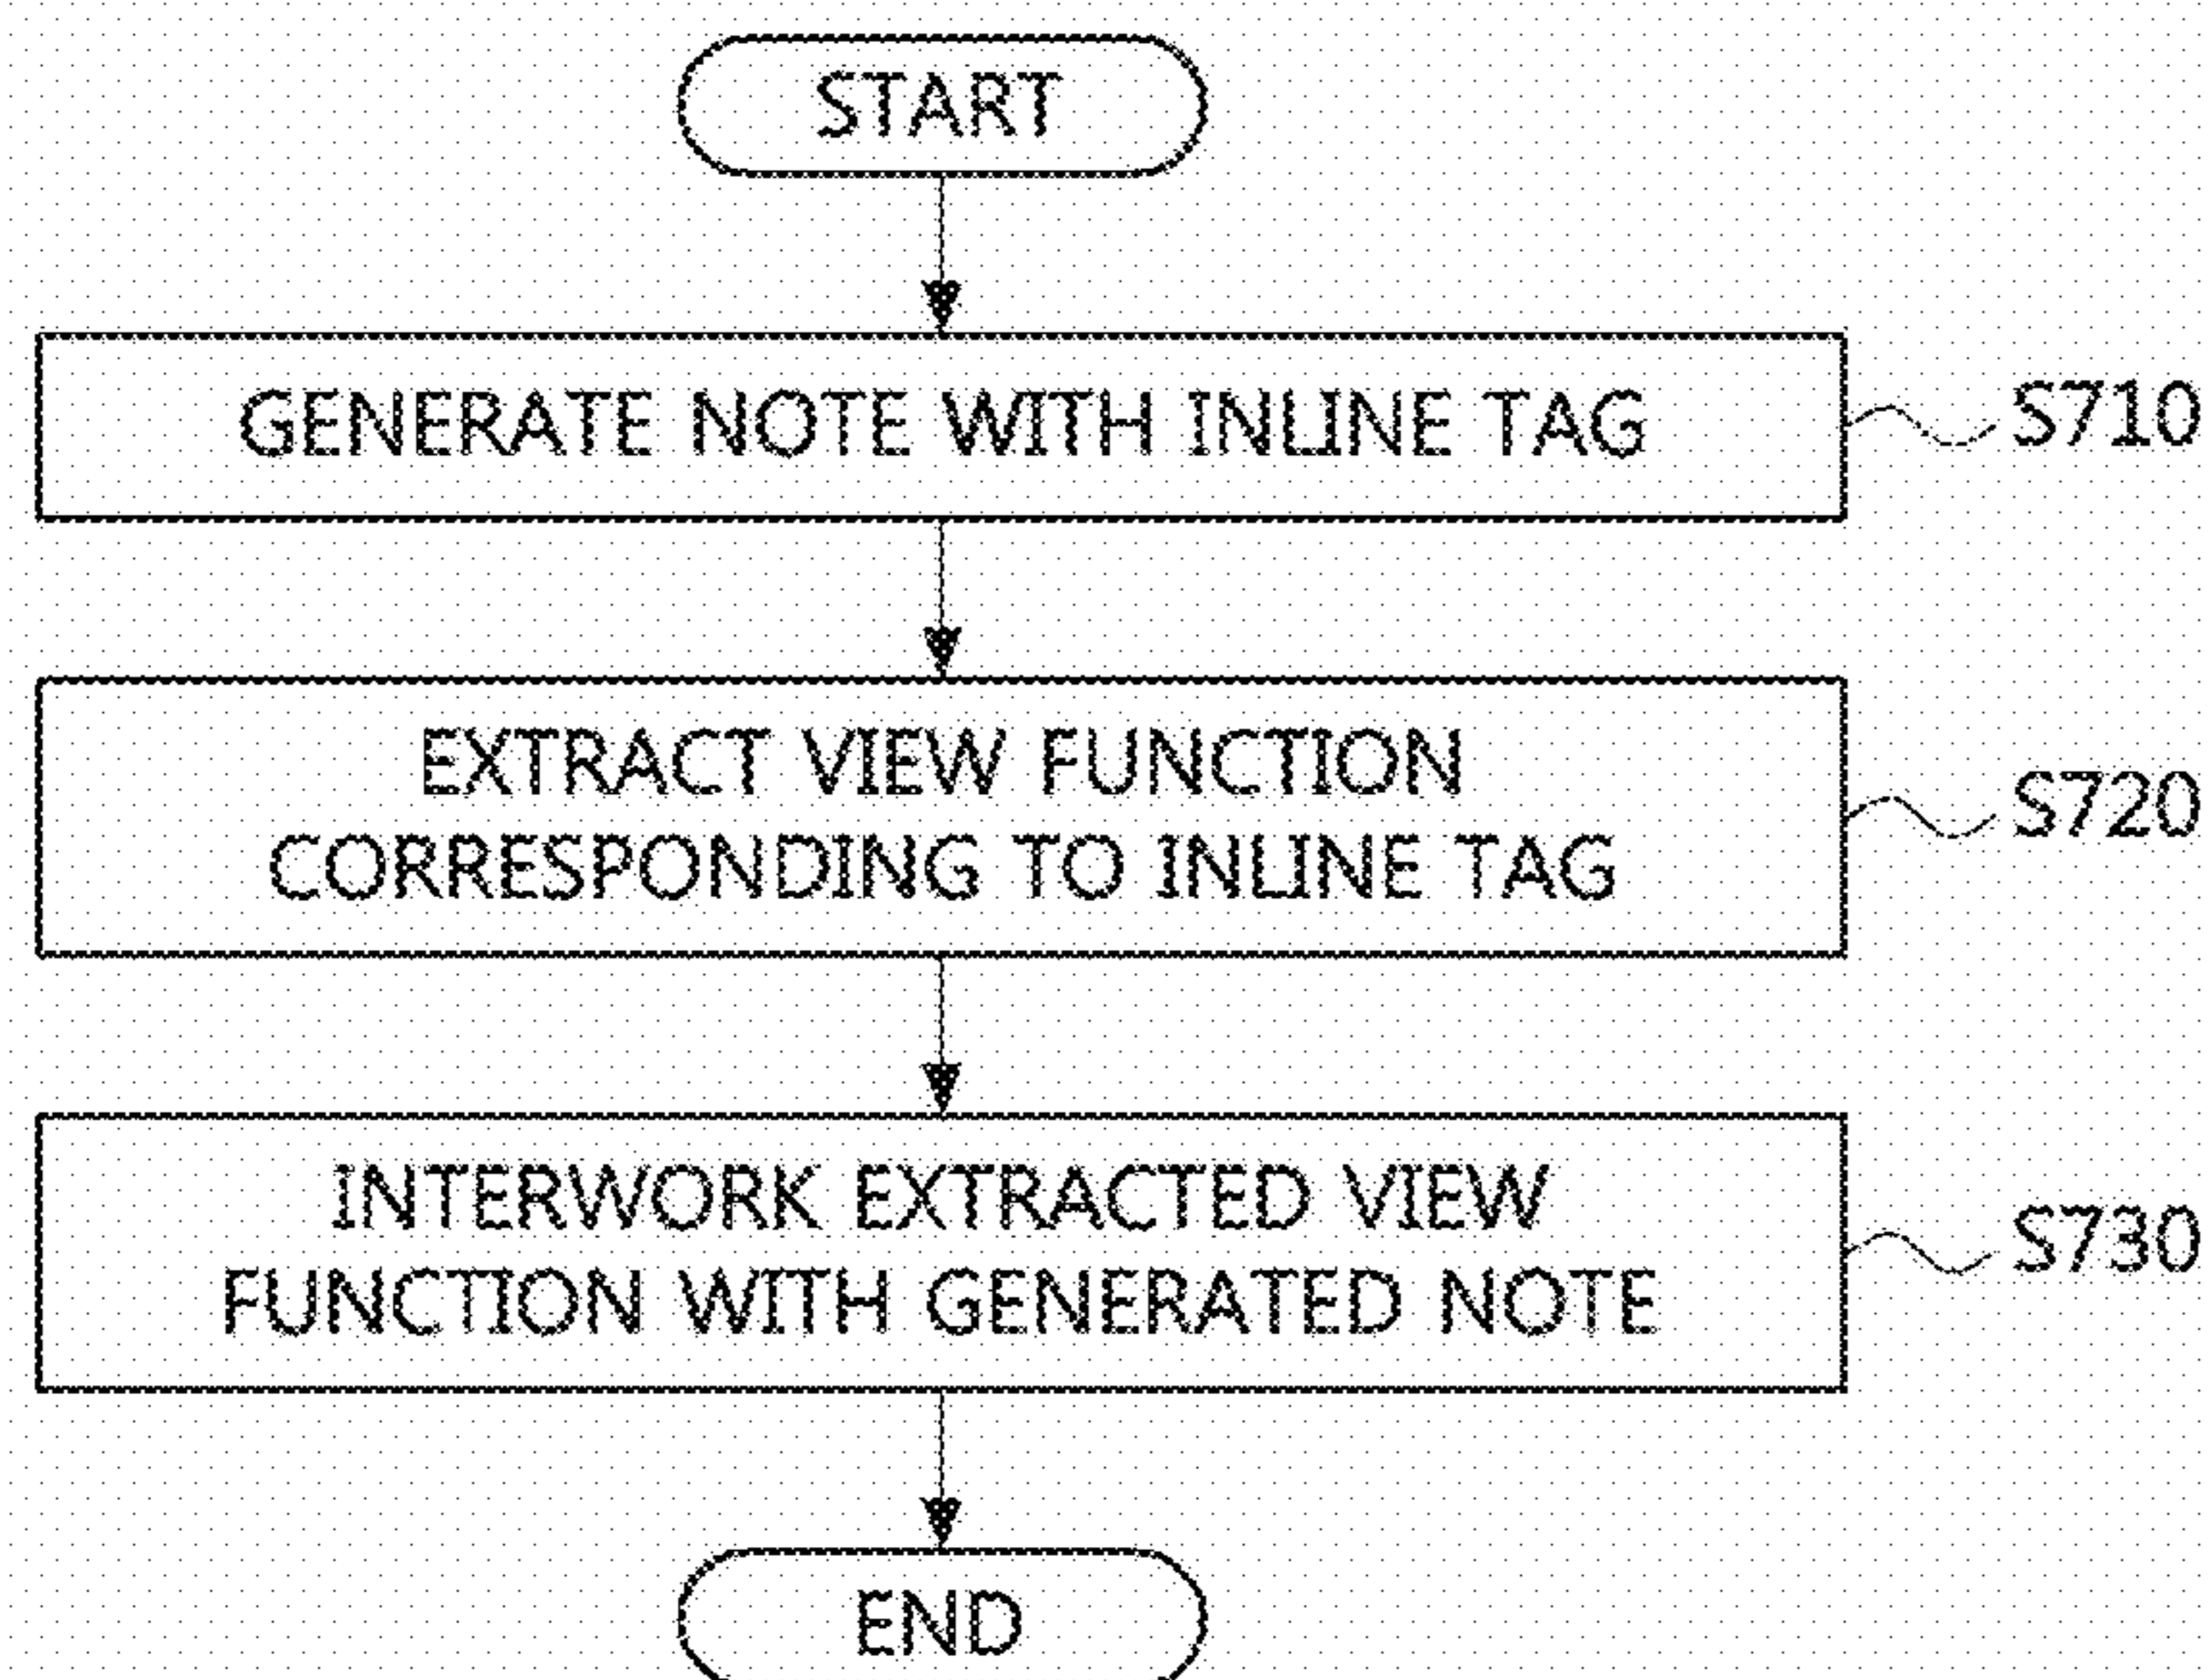 START
GENERATE NOTE WITH INLINE TAG
S710
EXTRACT VIEW FUNCTION
CORRESPONDING TO INLINE TAG
S720
INTERWORK EXTRACTED VIEW
FUNCTION WITH GENERATED NOTE
S730
END